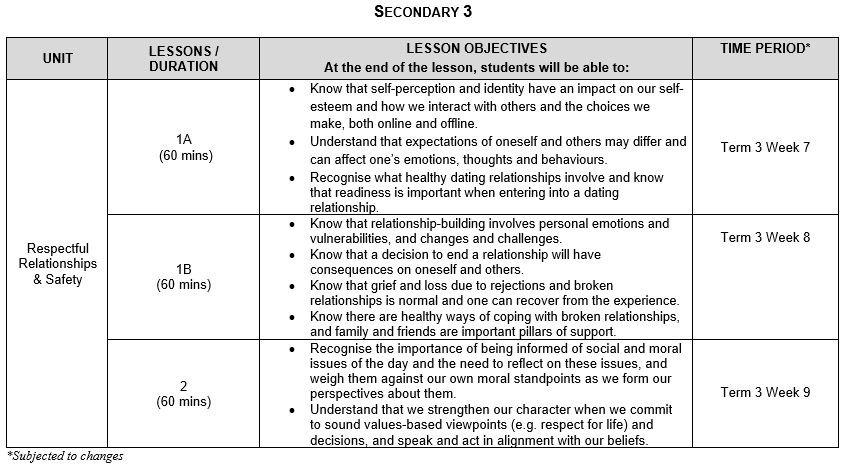 SECONDARY 3
UNIT
LESSONS /
DURATION
LESSON OBJECTIVES
At the end of the lesson, students will be able to:
TIME PERIOD*
Respectful
Relationships
& Safety
1A
(60 mins)
• Know that self-perception and identity have an impact on our self-
esteem and how we interact with others and the choices we
make, both online and offline.
• Understand that expectations of oneself and others may differ and
can affect one's emotions, thoughts and behaviours.
• Recognise what healthy dating relationships involve and know
that readiness is important when entering into a dating
relationship.
Term 3 Week 7
1B
(60 mins)
• Know that relationship-building involves personal emotions and
vulnerabilities, and changes and challenges.
• Know that a decision to end a relationship will have
consequences on oneself and others.
• Know that grief and loss due to rejections and broken
relationships is normal and one can recover from the experience.
• Know there are healthy ways of coping with broken relationships,
and family and friends are important pillars of support.
Term 3 Week 8
2
(60 mins)
• Recognise the importance of being informed of social and moral
issues of the day and the need to reflect on these issues, and
weigh them against our own moral standpoints as we form our
perspectives about them.
• Understand that we strengthen our character when we commit
to sound values-based viewpoints (e.g. respect for life) and
decisions, and speak and act in alignment with our beliefs.
Term 3 Week 9
*Subjected to changes